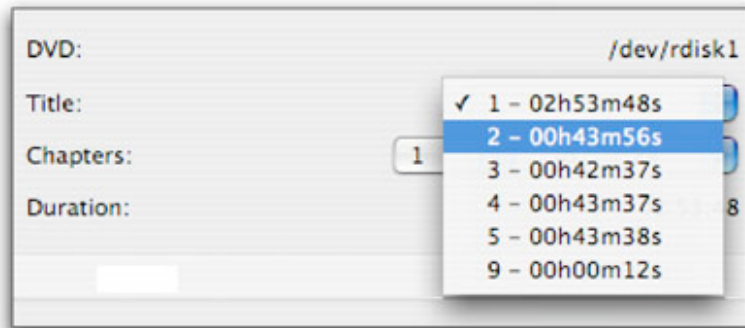 DVD: /dev/rdisk1
Title: ✓ 1 – 02h53m48s
2 – 00h43m56s
Chapters: 1
3 – 00h42m37s
4 – 00h43m37s
Duration:
5 – 00h43m38s
9 – 00h00m12s